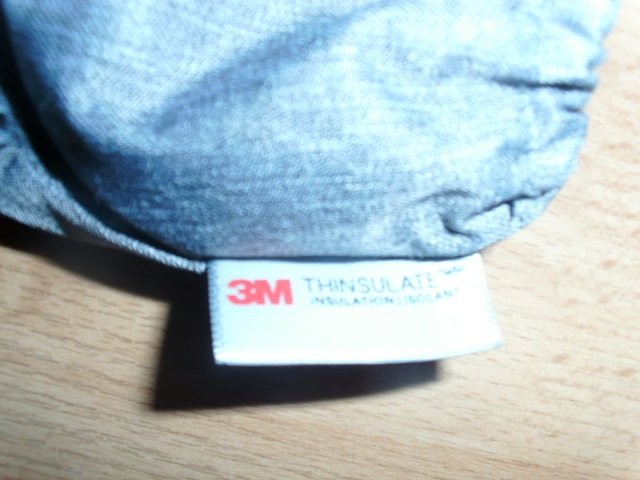 3M THINSULATE™
INSULATION | ISOLANT